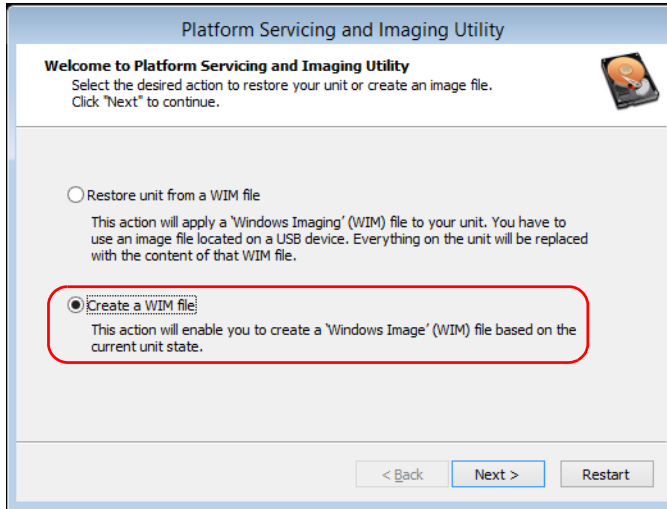 Platform Servicing and Imaging Utility
Welcome to Platform Servicing and Imaging Utility
Select the desired action to restore your unit or create an image file.
Click "Next" to continue.
Restore unit from a WIM file
This action will apply a 'Windows Imaging' (WIM) file to your unit. You have to
use an image file located on a USB device. Everything on the unit will be replaced
with the content of that WIM file.
Create a WIM file
This action will enable you to create a 'Windows Image' (WIM) file based on the
current unit state.
< Back Next > Restart